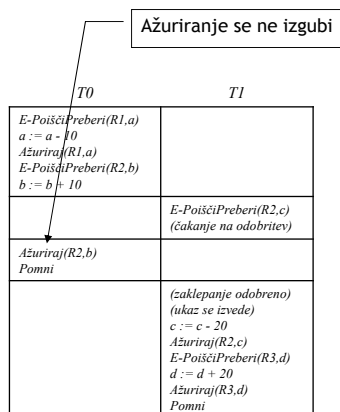 Ažuriranje se ne izgubi
T0
T1
E-PoiščiPreberi(R1,a)
a := a - 10
Ažuriraj(R1,a)
E-PoiščiPreberi(R2,b)
b := b + 10
E-PoiščiPreberi(R2,c)
(čakanje na odobritev)
Ažuriraj(R2,b)
Pomni
(zaklepanje odobreno)
(ukaz se izvede)
c := c - 20
Ažuriraj(R2,c)
E-PoiščiPreberi(R3,d)
d := d + 20
Ažuriraj(R3,d)
Pomni